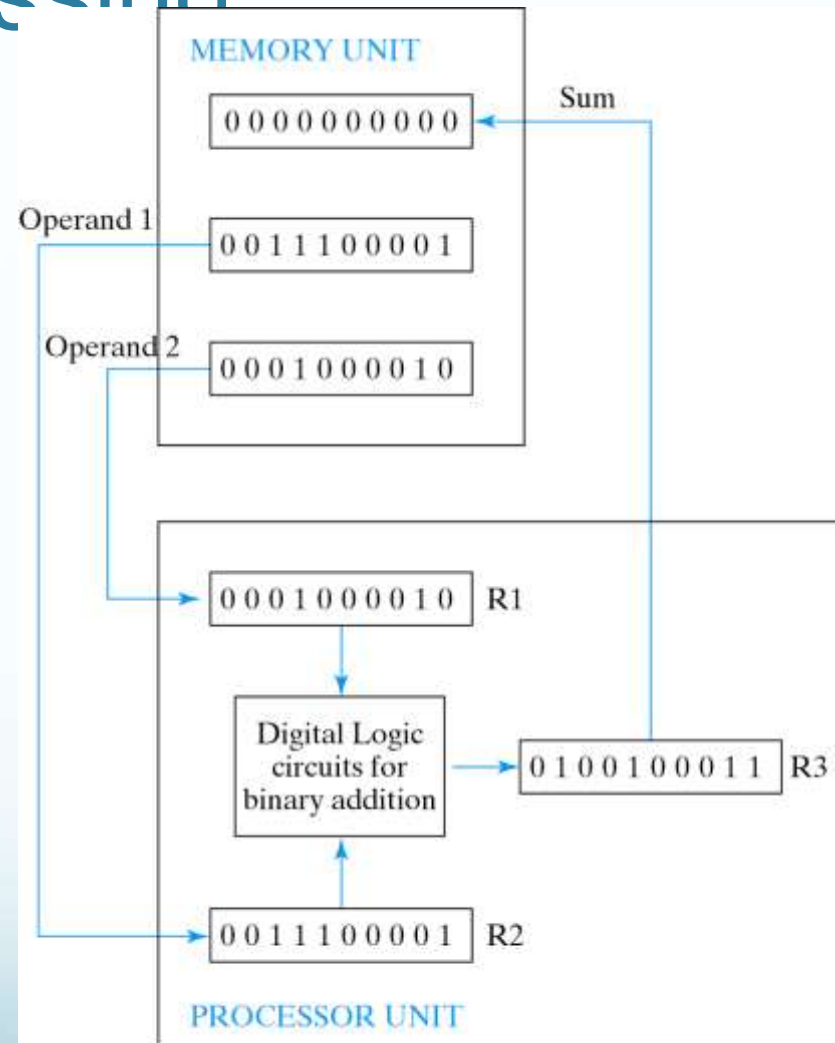 MEMORY UNIT
Sum
0 0 0 0 0 0 0 0 0 0
Operand 1
0 0 1 1 1 0 0 0 0 1
Operand 2
0 0 0 1 0 0 0 0 1 0
0 0 0 1 0 0 0 0 1 0 R1
Digital Logic
circuits for
binary addition
0 1 0 0 1 0 0 0 1 1 R3
0 0 1 1 1 0 0 0 0 1 R2
PROCESSOR UNIT